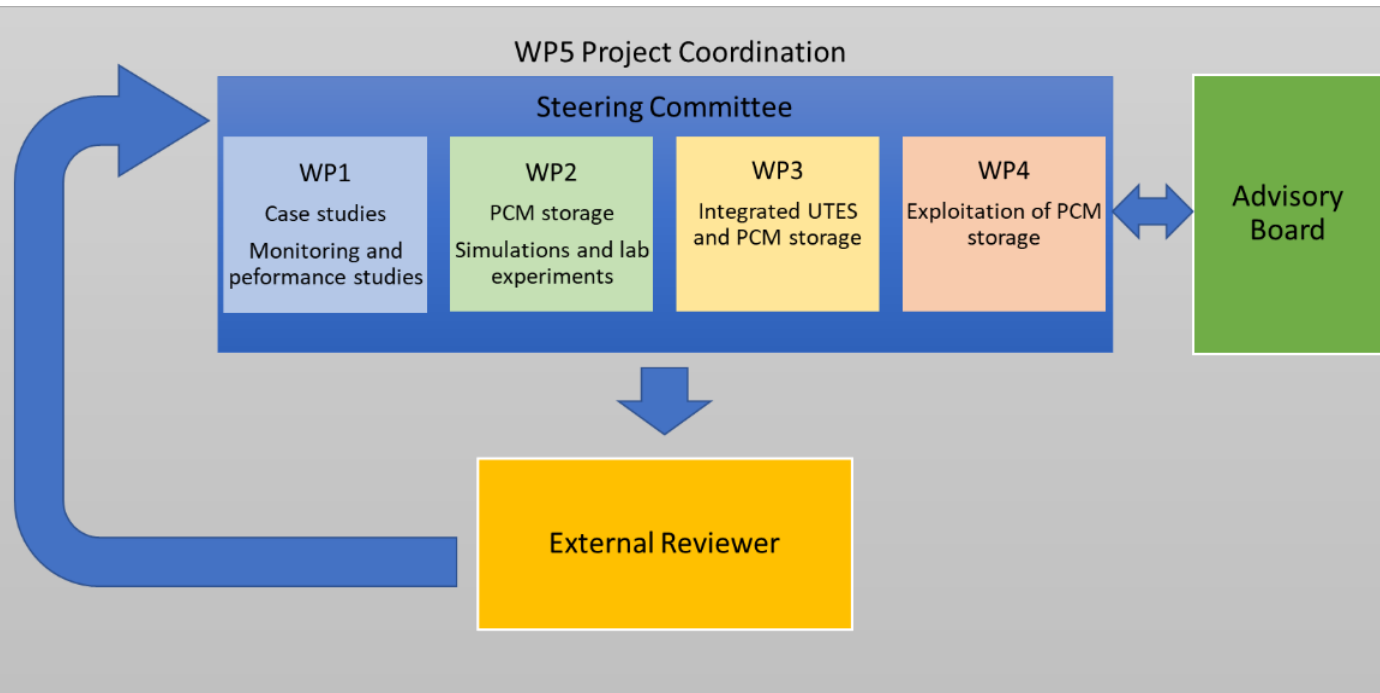 WP5 Project Coordination
Steering Committee
WP1
Case studies
Monitoring and
peformance studies
WP2
PCM storage
Simulations and lab
experiments
WP3
Integrated UTES
and PCM storage
WP4
Exploitation of PCM
storage
Advisory
Board
External Reviewer